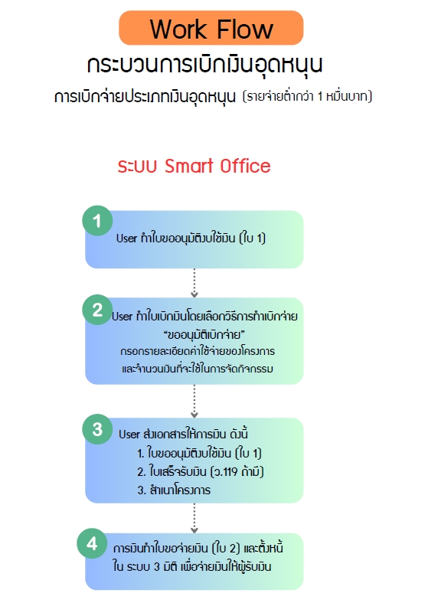 Work Flow
กระบวนการเบิกเงินอุดหนุน
การเบิกจ่ายประเภทเงินอุดหนุน (รายจ่ายต่ำกว่า 1 หมื่นบาท)
ระบบ Smart Office
1
User ทำใบขออนุมัติงบใช้เงิน (ใบ 1)
2
User ทำใบเบิกเงินโดยเลือกวิธีการทำเบิกจ่าย
“ขออนุมัติเบิกจ่าย”
กรอกรายละเอียดค่าใช้จ่ายของโครงการ
และจำนวนเงินที่จะใช้ในการจัดกิจกรรม
3
User ส่งเอกสารให้การเงิน ดังนี้
1. ใบขออนุมัติงบใช้เงิน (ใบ 1)
2. ใบเสร็จรับเงิน (ว.119 ถ้ามี)
3. สำเนาโครงการ
4
การเงินทำใบขอจ่ายเงิน (ใบ 2) และตั้งหนี้
ใน ระบบ 3 มิติ เพื่อจ่ายเงินให้ผู้รับเงิน